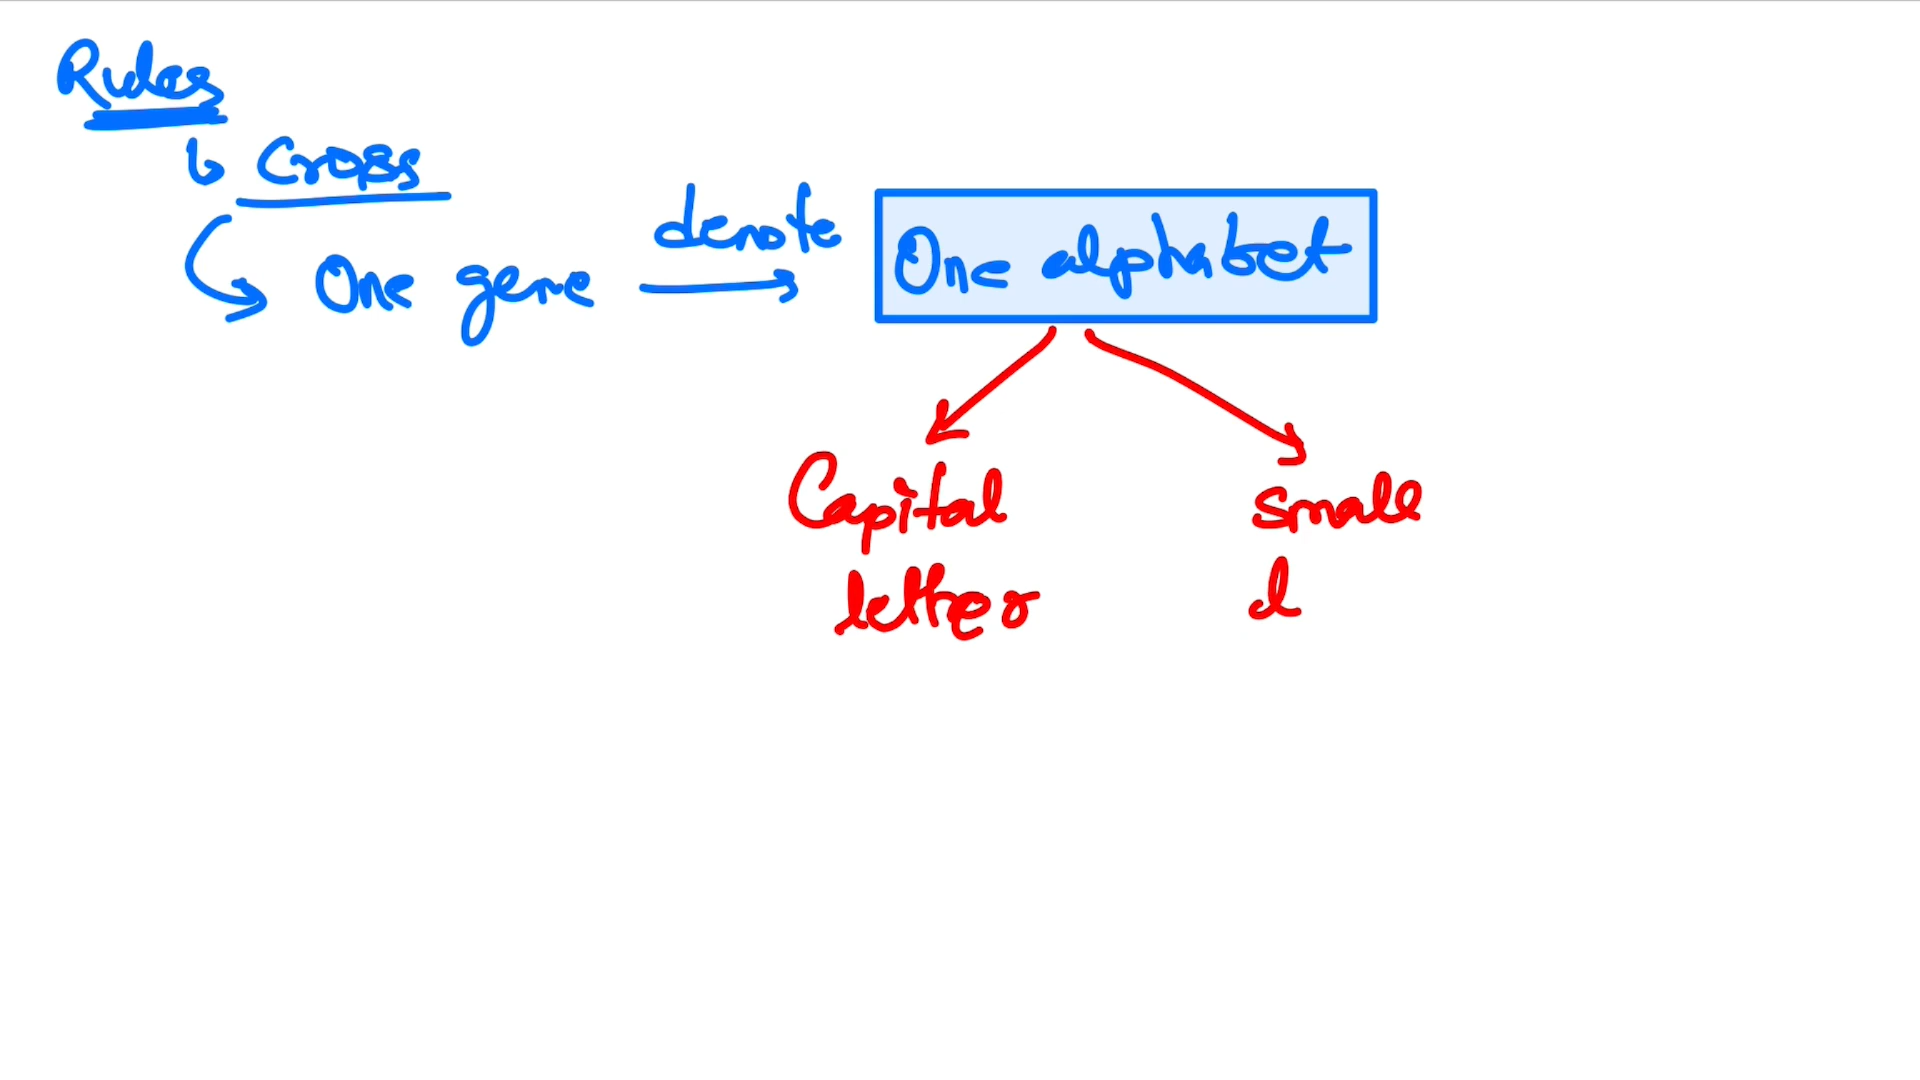 Rules
↳ Cross
One gene denote → One alphabet
Capital small
letter l